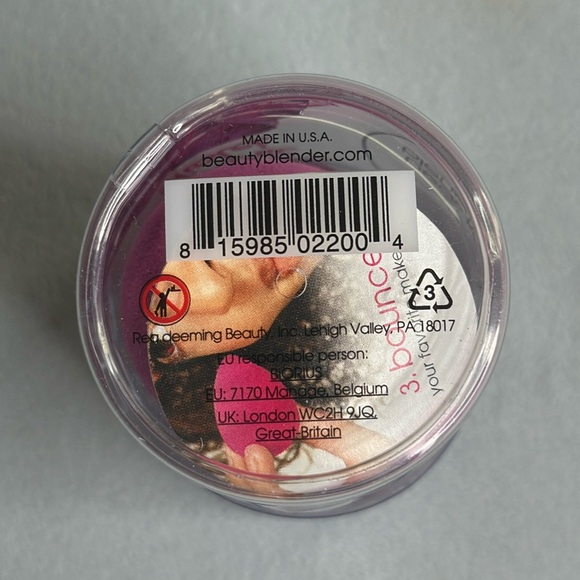 MADE IN U.S.A.
beautyblender.com
8 15985 02200 4
3
Rea.deeming Beauty, Inc. Lehigh Valley, PA 18017
EU responsible person:
BIORIUS
EU: 7170 Manage, Belgium
UK: London WC2H 9JQ,
Great-Britain
3. bounce
your favorite make